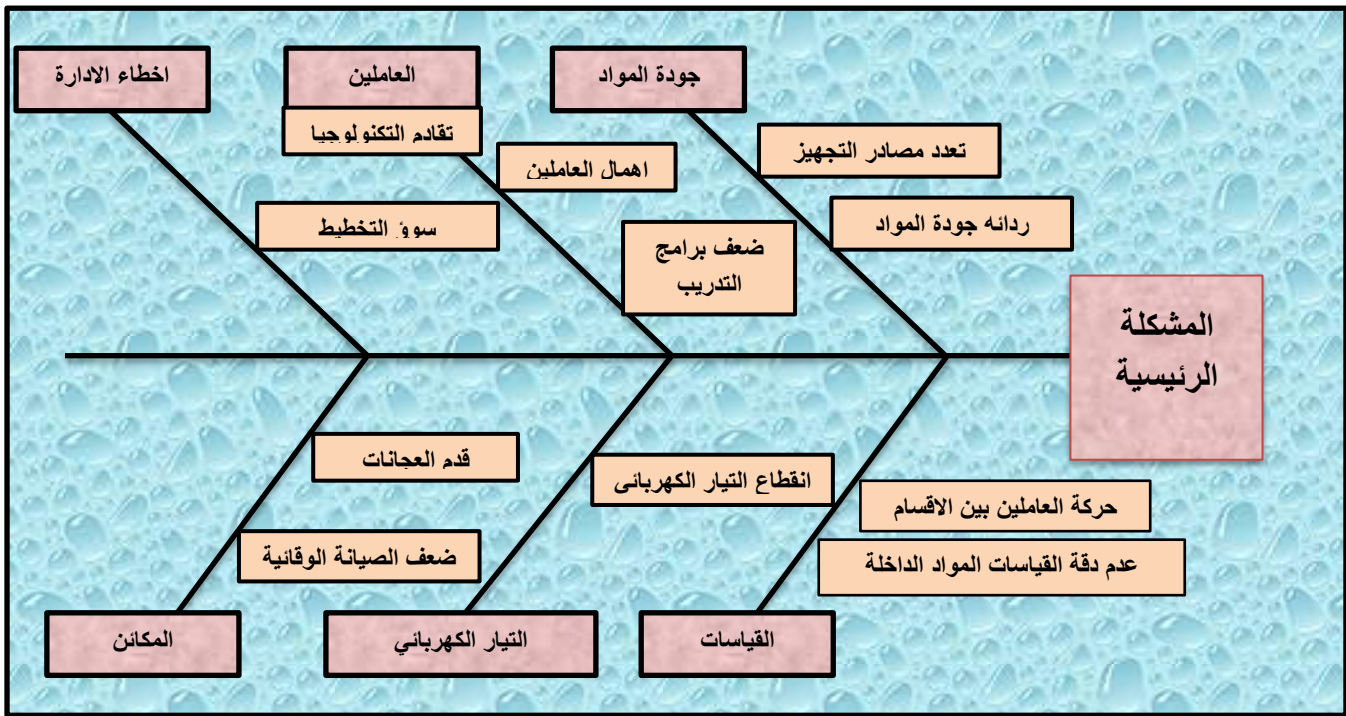 جودة المواد
العاملين
اخطاء الادارة
تعدد مصادر التجهيز
تقادم التكنولوجيا
اهمال العاملين
ردائه جودة المواد
سوق التخطيط
ضعف برامج
التدريب
المشكلة
الرئيسية
قدم العجانات
انقطاع التيار الكهربائي
حركة العاملين بين الاقسام
ضعف الصيانة الوقائية
عدم دقة القياسات المواد الداخلة
القياسات
التيار الكهربائي
المكائن